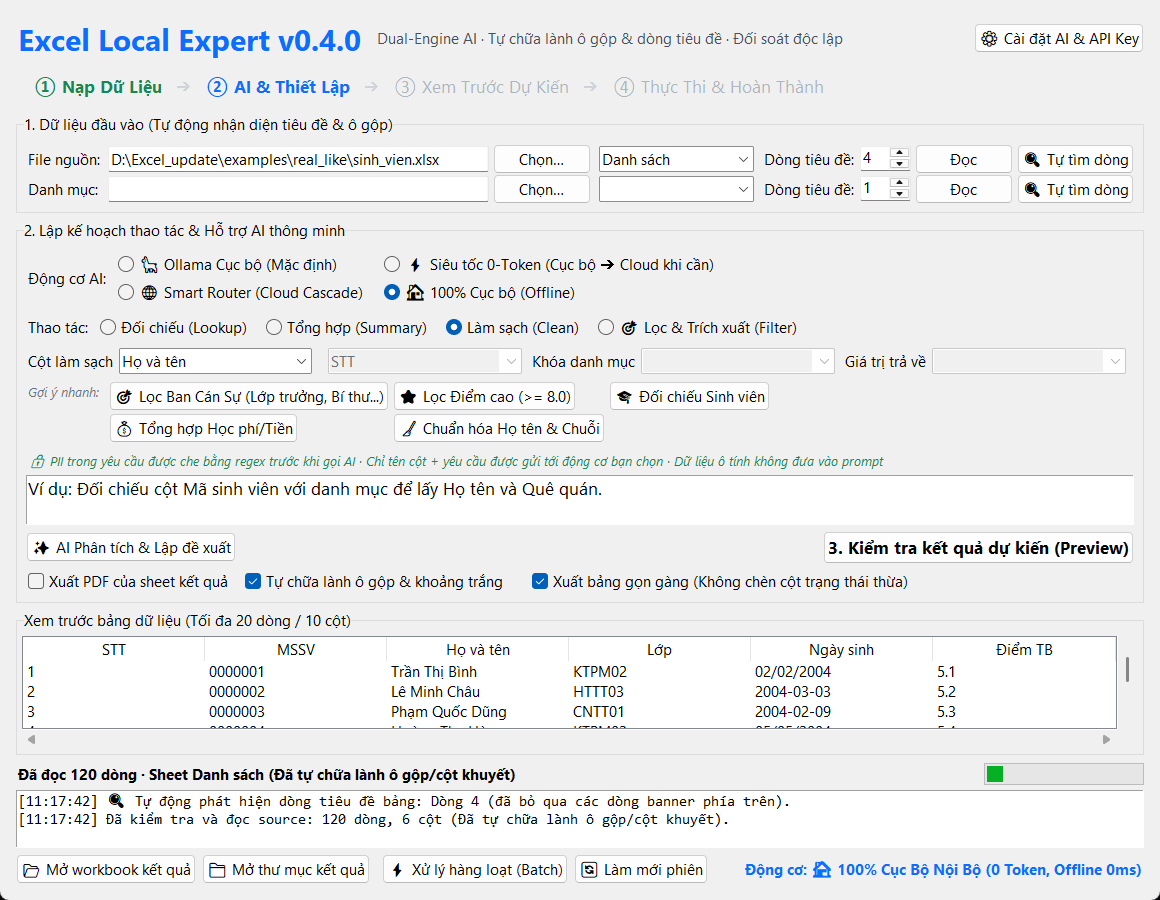 Excel Local Expert v0.4.0 Dual-Engine AI · Tự chữa lành ô gộp & dòng tiêu đề · Đối soát độc lập Cài đặt AI & API Key
1 Nạp Dữ Liệu → 2 AI & Thiết Lập → 3 Xem Trước Dự Kiến → 4 Thực Thi & Hoàn Thành
1. Dữ liệu đầu vào (Tự động nhận diện tiêu đề & ô gộp)
File nguồn: D:\Excel_update\examples\real_like\sinh_vien.xlsx Chọn... Danh sách Dòng tiêu đề: 4 Đọc Tự tìm dòng
Danh mục: Chọn... Dòng tiêu đề: 1 Đọc Tự tìm dòng
2. Lập kế hoạch thao tác & Hỗ trợ AI thông minh
Động cơ AI:
Ollama Cục bộ (Mặc định) Siêu tốc 0-Token (Cục bộ → Cloud khi cần)
Smart Router (Cloud Cascade) 100% Cục bộ (Offline)
Thao tác: Đối chiếu (Lookup) Tổng hợp (Summary) Làm sạch (Clean) Lọc & Trích xuất (Filter)
Cột làm sạch Họ và tên STT Khóa danh mục Giá trị trả về
Gợi ý nhanh: Lọc Ban Cán Sự (Lớp trưởng, Bí thư...) Lọc Điểm cao (>= 8.0) Đối chiếu Sinh viên
Tổng hợp Học phí/Tiền Chuẩn hóa Họ tên & Chuỗi
PII trong yêu cầu được che bằng regex trước khi gọi AI · Chỉ tên cột + yêu cầu được gửi tới động cơ bạn chọn · Dữ liệu ô tính không đưa vào prompt
Ví dụ: Đối chiếu cột Mã sinh viên với danh mục để lấy Họ tên và Quê quán.
AI Phân tích & Lập đề xuất 3. Kiểm tra kết quả dự kiến (Preview)
Xuất PDF của sheet kết quả Tự chữa lành ô gộp & khoảng trắng Xuất bảng gọn gàng (Không chèn cột trạng thái thừa)
Xem trước bảng dữ liệu (Tối đa 20 dòng / 10 cột)
STT MSSV Họ và tên Lớp Ngày sinh Điểm TB
1 0000001 Trần Thị Bình KTPM02 02/02/2004 5.1
2 0000002 Lê Minh Châu HTTT03 2004-03-03 5.2
3 0000003 Phạm Quốc Dũng CNTT01 2004-02-09 5.3
Đã đọc 120 dòng · Sheet Danh sách (Đã tự chữa lành ô gộp/cột khuyết)
[11:17:42] Tự động phát hiện dòng tiêu đề bảng: Dòng 4 (đã bỏ qua các dòng banner phía trên).
[11:17:42] Đã kiểm tra và đọc source: 120 dòng, 6 cột (Đã tự chữa lành ô gộp/cột khuyết).
Mở workbook kết quả Mở thư mục kết quả Xử lý hàng loạt (Batch) Làm mới phiên Động cơ: 100% Cục Bộ Nội Bộ (0 Token, Offline 0ms)